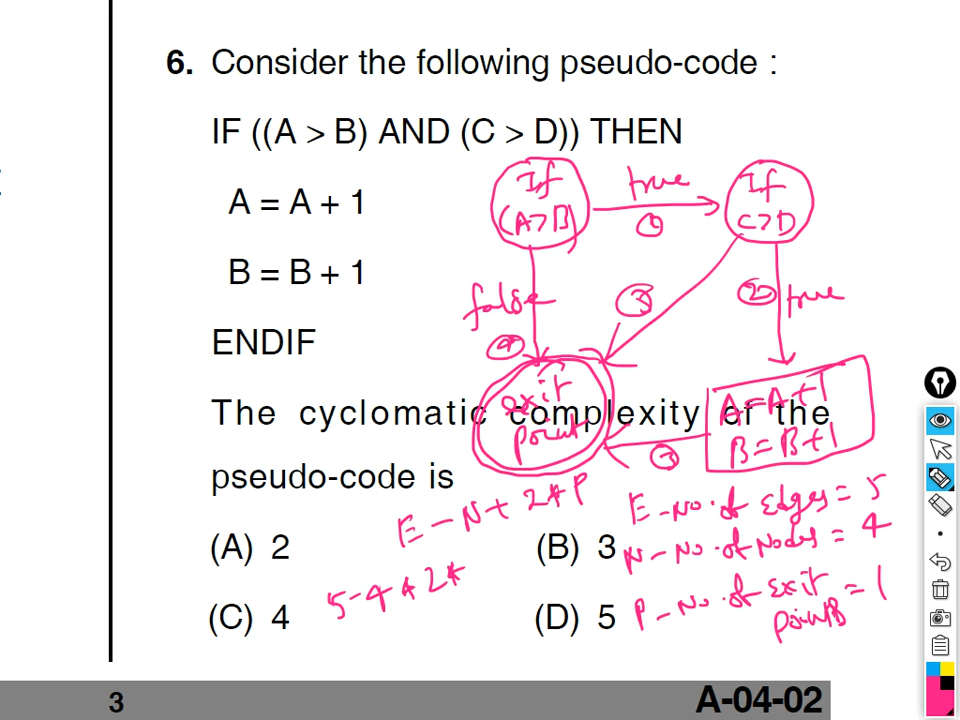 6. Consider the following pseudo-code :
IF ((A > B) AND (C > D)) THEN
If
(A>B)
true
1
If
C>D
A = A + 1
B = B + 1
false
3
2 true
ENDIF
exit
point
A=A+1
B=B+1
The cyclomatic complexity of the
pseudo-code is
E - N + 2 * P
E - No. of Edges = 5
N - No. of Nodes = 4
P - No. of exit points = 1
5-4+2*
(A) 2
(B) 3
(C) 4
(D) 5
3
A-04-02